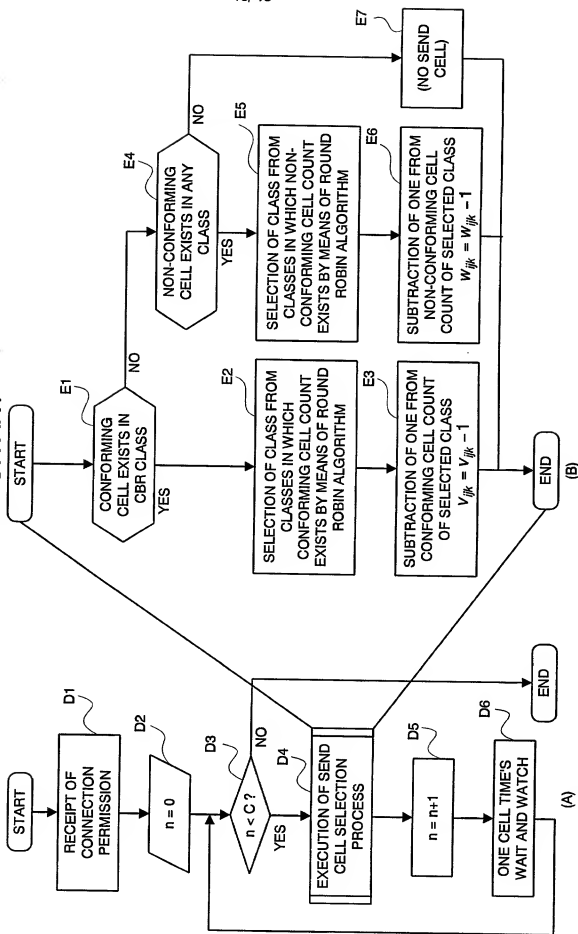 START
D1
RECEIPT OF
CONNECTION
PERMISSION
D2
n = 0
D3
n < C ?
NO
YES
D4
EXECUTION OF SEND
CELL SELECTION
PROCESS
D5
n = n+1
D6
ONE CELL TIME'S
WAIT AND WATCH
END
(A)
START
E1
CONFORMING
CELL EXISTS IN
CBR CLASS
NO
YES
E2
SELECTION OF CLASS FROM
CLASSES IN WHICH
CONFORMING CELL COUNT
EXISTS BY MEANS OF ROUND
ROBIN ALGORITHM
E3
SUBTRACTION OF ONE FROM
CONFORMING CELL COUNT
OF SELECTED CLASS
v_ijk = v_ijk - 1
END
(B)
E4
NON-CONFORMING
CELL EXISTS IN ANY
CLASS
NO
YES
E5
SELECTION OF CLASS FROM
CLASSES IN WHICH NON-
CONFORMING CELL COUNT
EXISTS BY MEANS OF ROUND
ROBIN ALGORITHM
E6
SUBTRACTION OF ONE FROM
NON-CONFORMING CELL
COUNT OF SELECTED CLASS
w_ijk = w_ijk - 1
E7
(NO SEND
CELL)